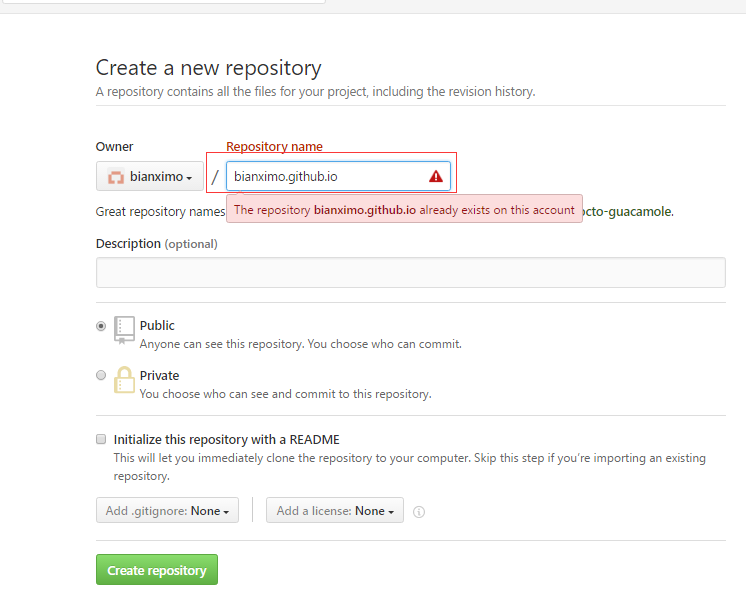 Create a new repository
A repository contains all the files for your project, including the revision history.
Owner
Repository name
bianximo
/
bianximo.github.io
Great repository names
The repository bianximo.github.io already exists on this account
octo-guacamole.
Description (optional)
Public
Anyone can see this repository. You choose who can commit.
Private
You choose who can see and commit to this repository.
Initialize this repository with a README
This will let you immediately clone the repository to your computer. Skip this step if you're importing an existing
repository.
Add .gitignore: None
Add a license: None
Create repository